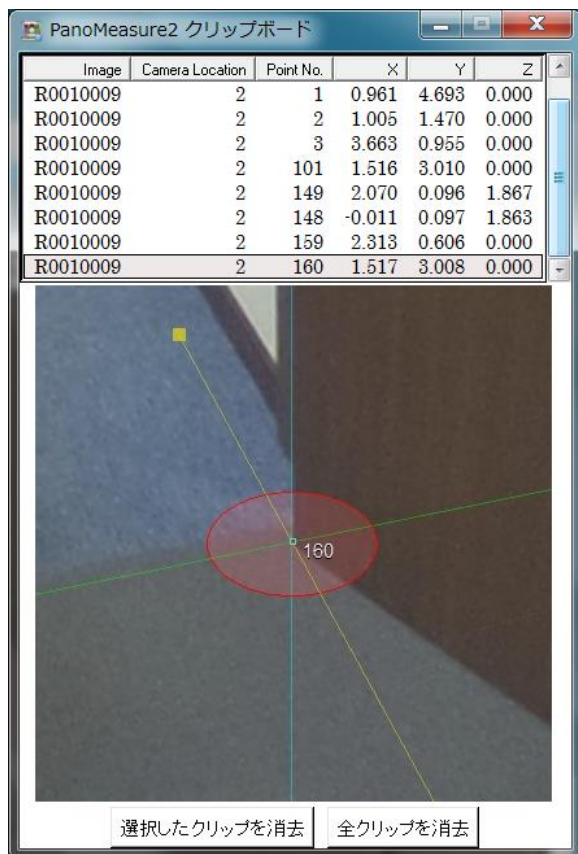 PanoMeasure2 クリップボード
Image Camera Location Point No. X Y Z
R0010009 2 1 0.961 4.693 0.000
R0010009 2 2 1.005 1.470 0.000
R0010009 2 3 3.663 0.955 0.000
R0010009 2 101 1.516 3.010 0.000
R0010009 2 149 2.070 0.096 1.867
R0010009 2 148 -0.011 0.097 1.863
R0010009 2 159 2.313 0.606 0.000
R0010009 2 160 1.517 3.008 0.000
160
選択したクリップを消去 全クリップを消去